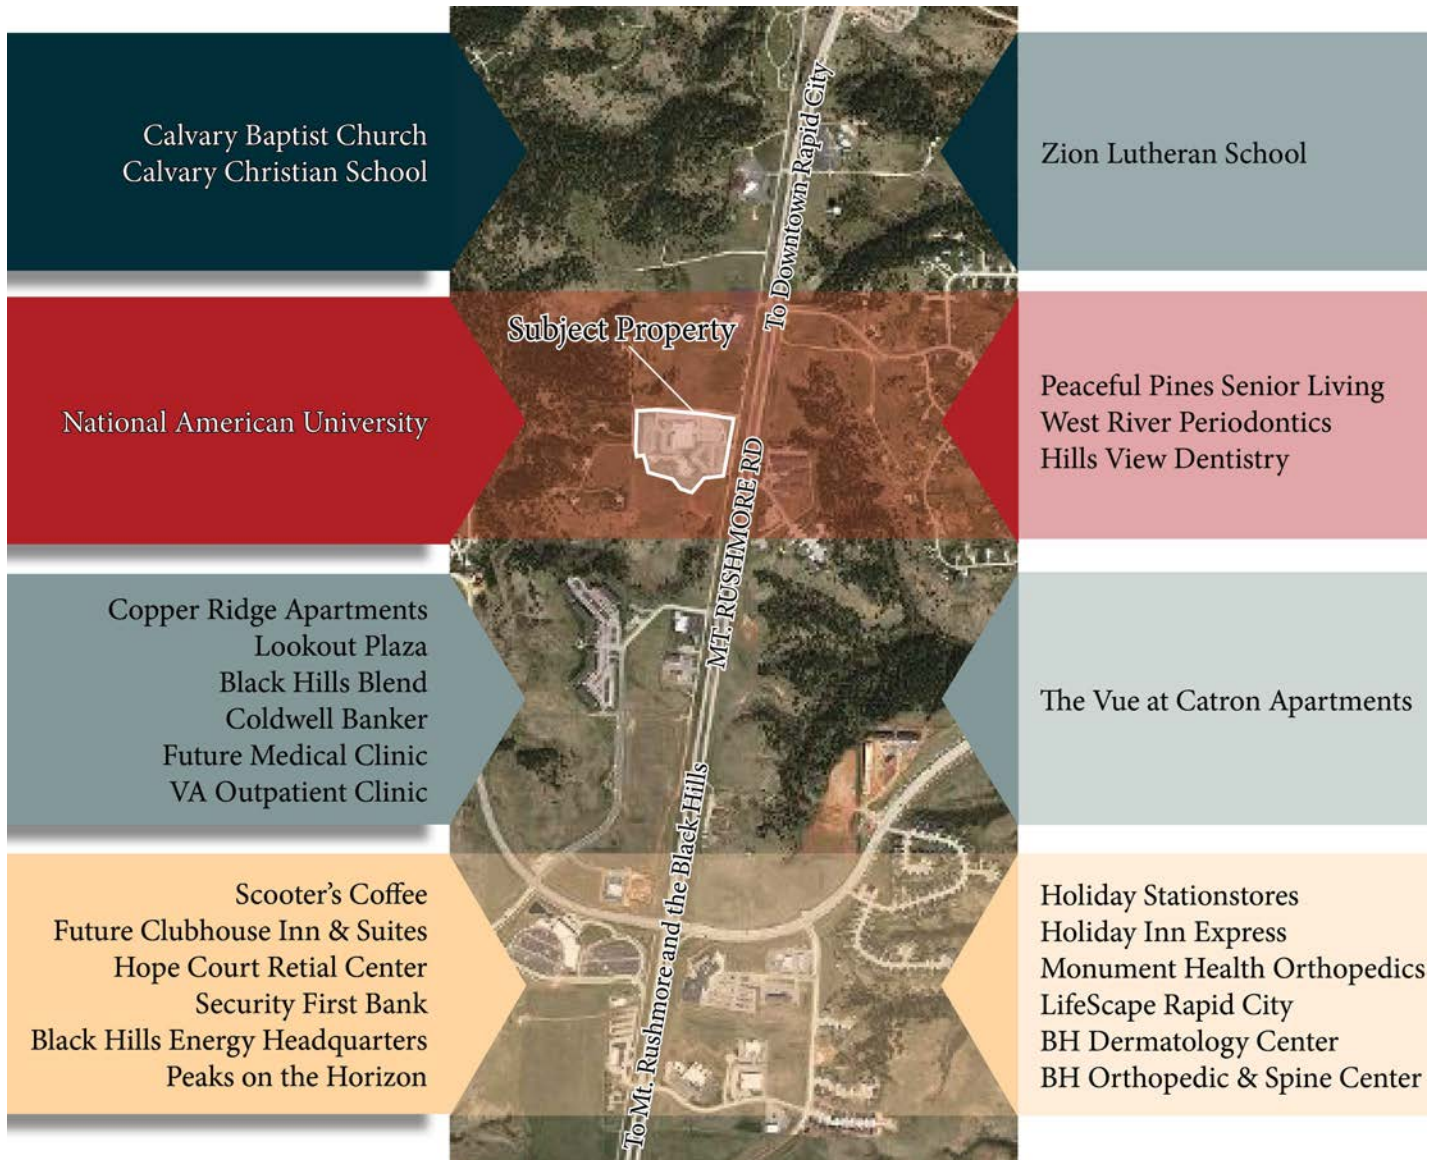 Calvary Baptist Church
Calvary Christian School
Zion Lutheran School
To Downtown Rapid City
Subject Property
National American University
Peaceful Pines Senior Living
West River Periodontics
Hills View Dentistry
MT. RUSHMORE RD
Copper Ridge Apartments
Lookout Plaza
Black Hills Blend
Coldwell Banker
Future Medical Clinic
VA Outpatient Clinic
The Vue at Catron Apartments
To Mt. Rushmore and the Black Hills
Scooter's Coffee
Future Clubhouse Inn & Suites
Hope Court Retial Center
Security First Bank
Black Hills Energy Headquarters
Peaks on the Horizon
Holiday Stationstores
Holiday Inn Express
Monument Health Orthopedics
LifeScape Rapid City
BH Dermatology Center
BH Orthopedic & Spine Center